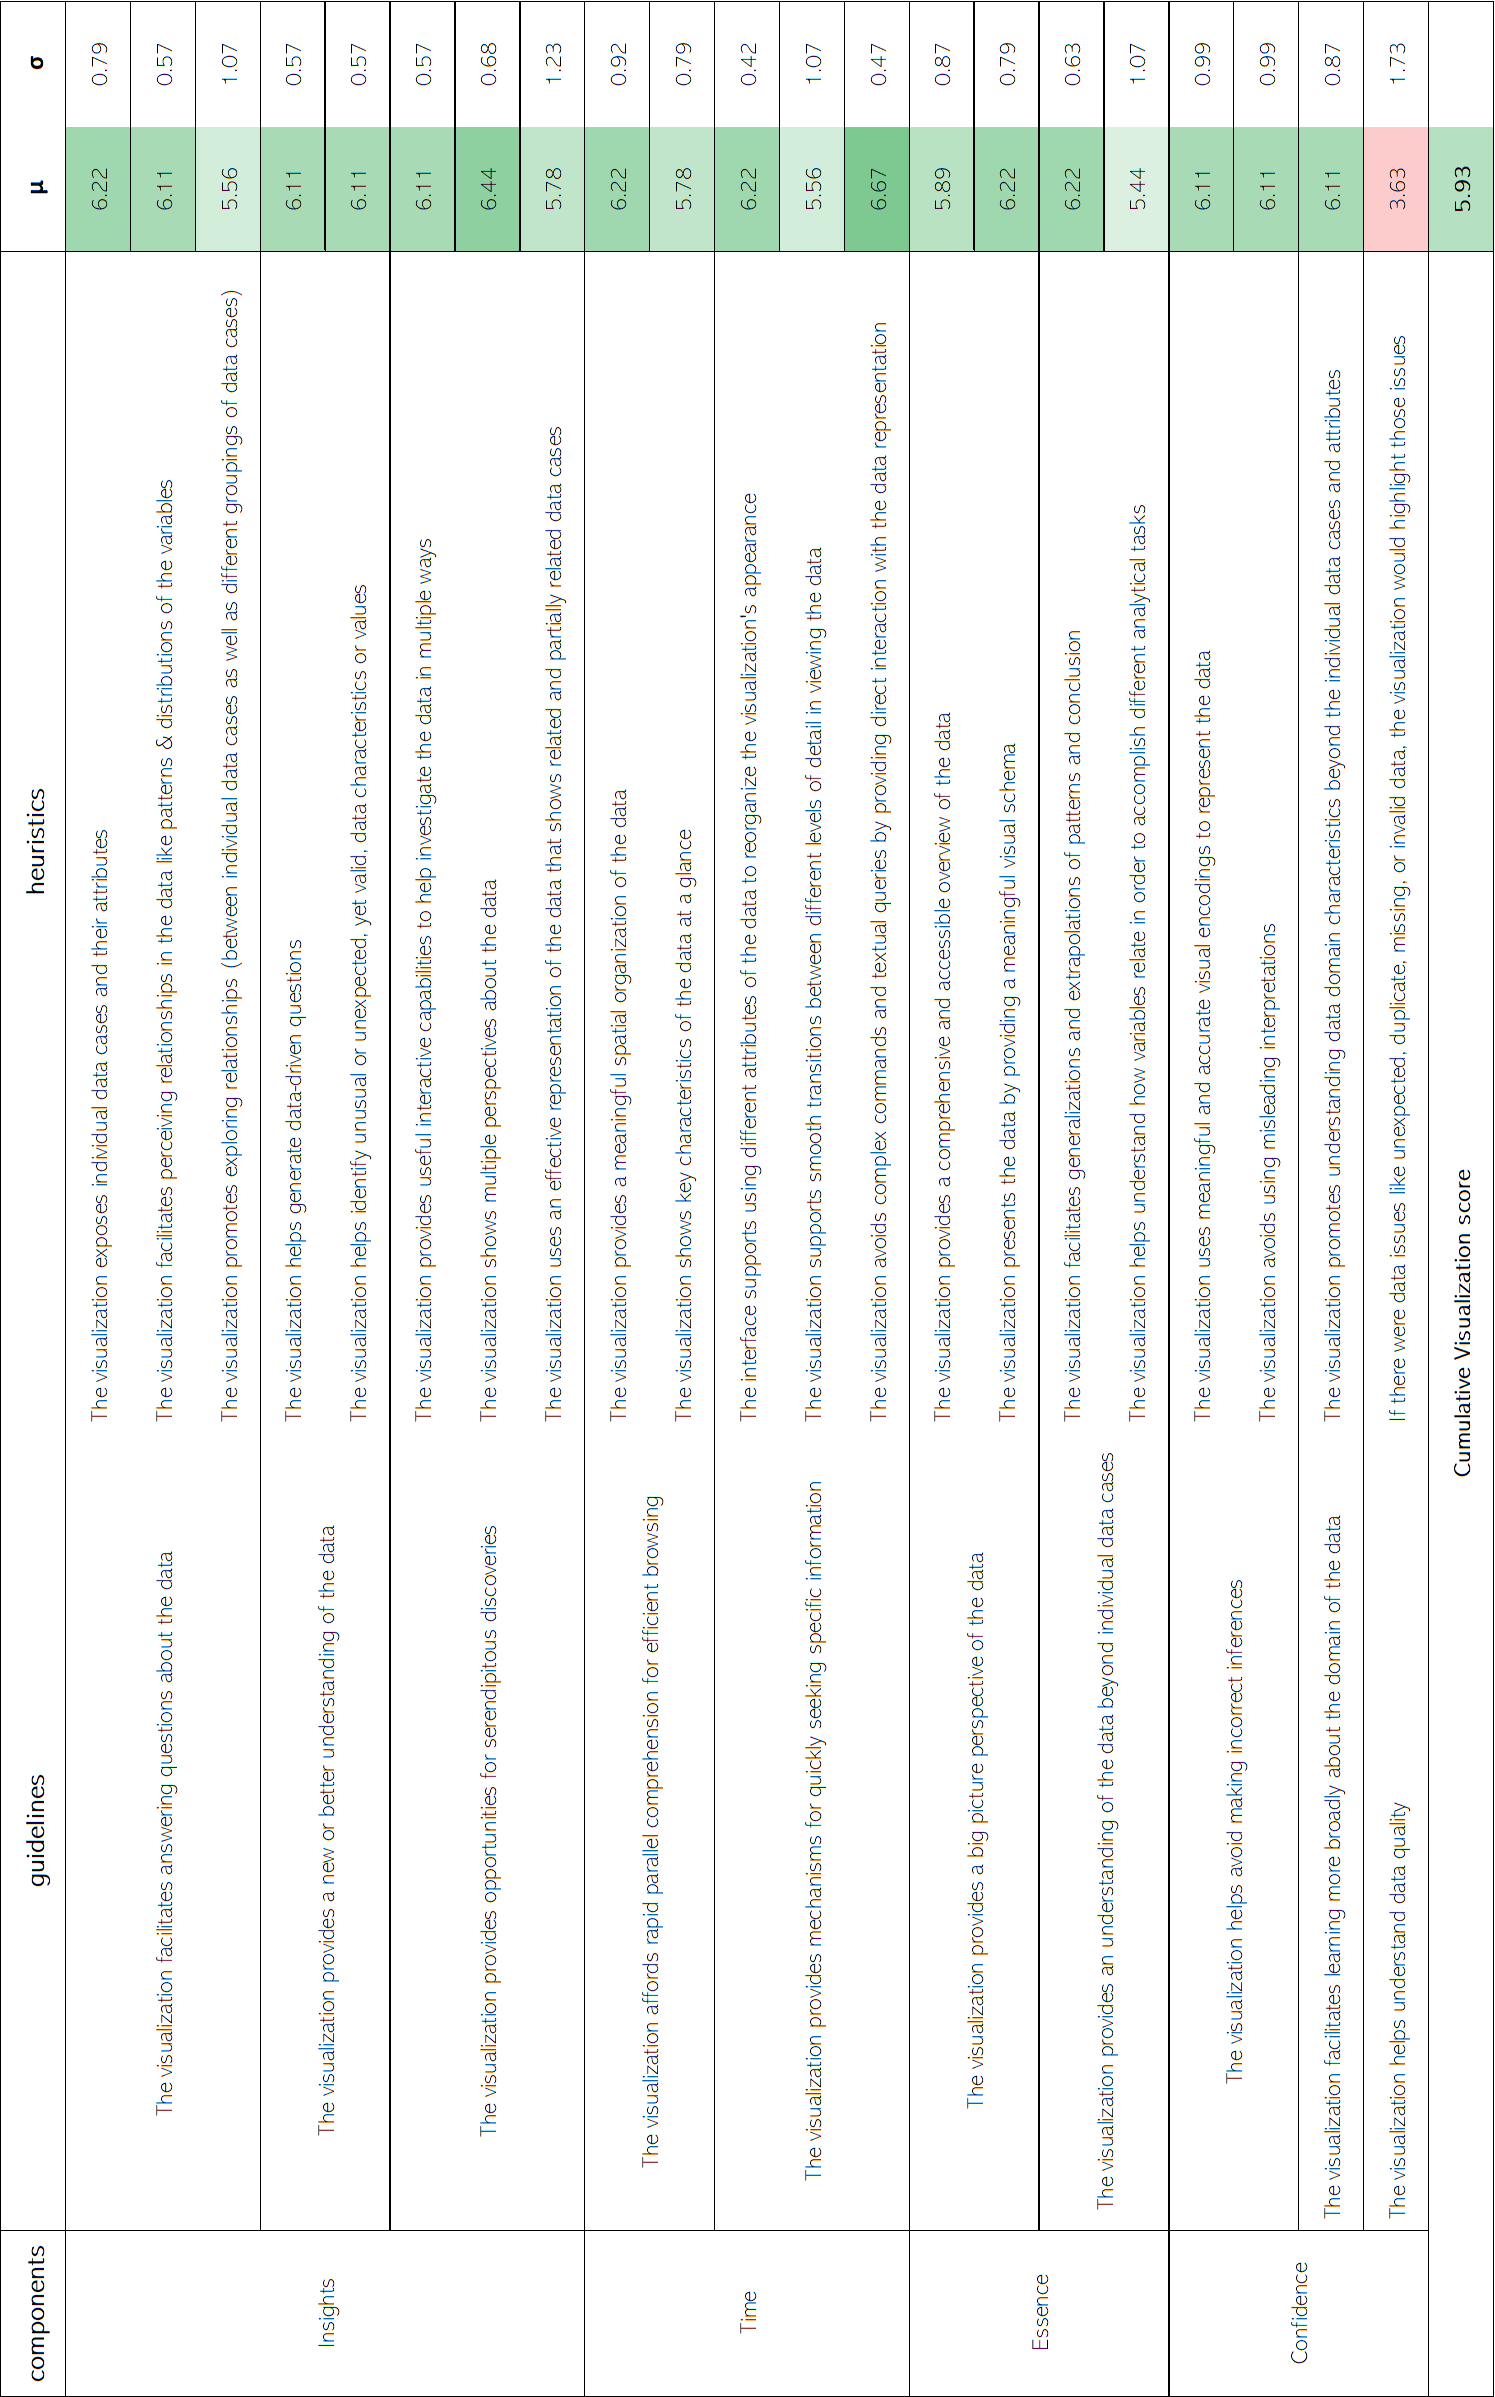 components guidelines heuristics μ σ
Insights
The visualization facilitates answering questions about the data
The visualization exposes individual data cases and their attributes 6.22 0.79
The visualization facilitates perceiving relationships in the data like patterns & distributions of the variables 6.11 0.57
The visualization promotes exploring relationships (between individual data cases as well as different groupings of data cases) 5.56 1.07
The visualization provides a new or better understanding of the data
The visualization helps generate data-driven questions 6.11 0.57
The visualization helps identify unusual or unexpected, yet valid, data characteristics or values 6.11 0.57
The visualization provides opportunities for serendipitous discoveries
The visualization provides useful interactive capabilities to help investigate the data in multiple ways 6.11 0.57
The visualization shows multiple perspectives about the data 6.44 0.68
The visualization uses an effective representation of the data that shows related and partially related data cases 5.78 1.23
Time
The visualization affords rapid parallel comprehension for efficient browsing
The visualization provides a meaningful spatial organization of the data 6.22 0.92
The visualization shows key characteristics of the data at a glance 5.78 0.79
The visualization provides mechanisms for quickly seeking specific information
The interface supports using different attributes of the data to reorganize the visualization's appearance 6.22 0.42
The visualization supports smooth transitions between different levels of detail in viewing the data 5.56 1.07
The visualization avoids complex commands and textual queries by providing direct interaction with the data representation 6.67 0.47
Essence
The visualization provides a big picture perspective of the data
The visualization provides a comprehensive and accessible overview of the data 5.89 0.87
The visualization presents the data by providing a meaningful visual schema 6.22 0.79
The visualization provides an understanding of the data beyond individual data cases
The visualization facilitates generalizations and extrapolations of patterns and conclusion 6.22 0.63
The visualization helps understand how variables relate in order to accomplish different analytical tasks 5.44 1.07
Confidence
The visualization helps avoid making incorrect inferences
The visualization uses meaningful and accurate visual encodings to represent the data 6.11 0.99
The visualization avoids using misleading interpretations 6.11 0.99
The visualization facilitates learning more broadly about the domain of the data
The visualization promotes understanding data domain characteristics beyond the individual data cases and attributes 6.11 0.87
The visualization helps understand data quality
If there were data issues like unexpected, duplicate, missing, or invalid data, the visualization would highlight those issues 3.63 1.73
Cumulative Visualization score 5.93